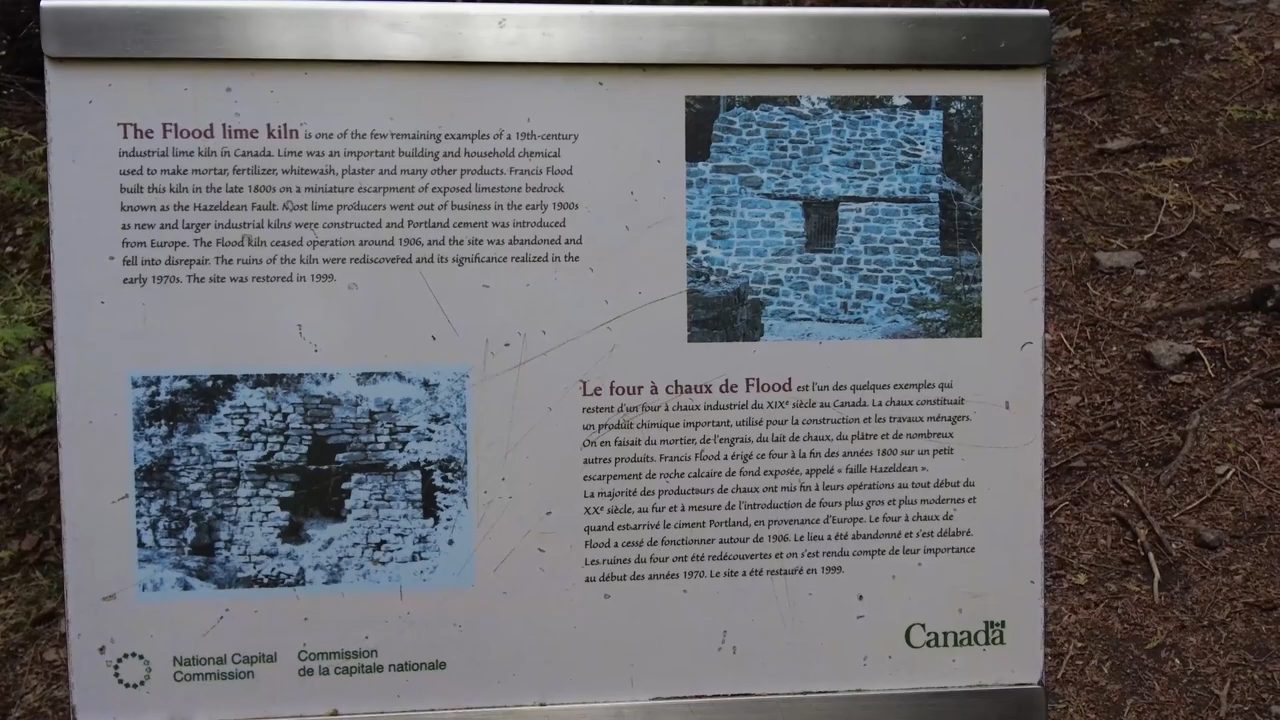 The Flood lime kiln is one of the few remaining examples of a 19th-century
industrial lime kiln in Canada. Lime was an important building and household chemical
used to make mortar, fertilizer, whitewash, plaster and many other products. Francis Flood
built this kiln in the late 1800s on a miniature escarpment of exposed limestone bedrock
known as the Hazeldean Fault. Most lime producers went out of business in the early 1900s
as new and larger industrial kilns were constructed and Portland cement was introduced
from Europe. The Flood kiln ceased operation around 1906, and the site was abandoned and
fell into disrepair. The ruins of the kiln were rediscovered and its significance realized in the
early 1970s. The site was restored in 1999.
Le four à chaux de Flood est l'un des quelques exemples qui
restent d'un four à chaux industriel du XIXe siècle au Canada. La chaux constituait
un produit chimique important, utilisé pour la construction et les travaux ménagers.
On en faisait du mortier, de l'engrais, du lait de chaux, du plâtre et de nombreux
autres produits. Francis Flood a érigé ce four à la fin des années 1800 sur un petit
escarpement de roche calcaire de fond exposée, appelé « faille Hazeldean ».
La majorité des producteurs de chaux ont mis fin à leurs opérations au tout début du
XXe siècle, au fur et à mesure de l'introduction de fours plus gros et plus modernes et
quand est arrivé le ciment Portland, en provenance d'Europe. Le four à chaux de
Flood a cessé de fonctionner autour de 1906. Le lieu a été abandonné et s'est délabré.
Les ruines du four ont été redécouvertes et on s'est rendu compte de leur importance
au début des années 1970. Le site a été restauré en 1999.
National Capital
Commission
Commission
de la capitale nationale
Canada